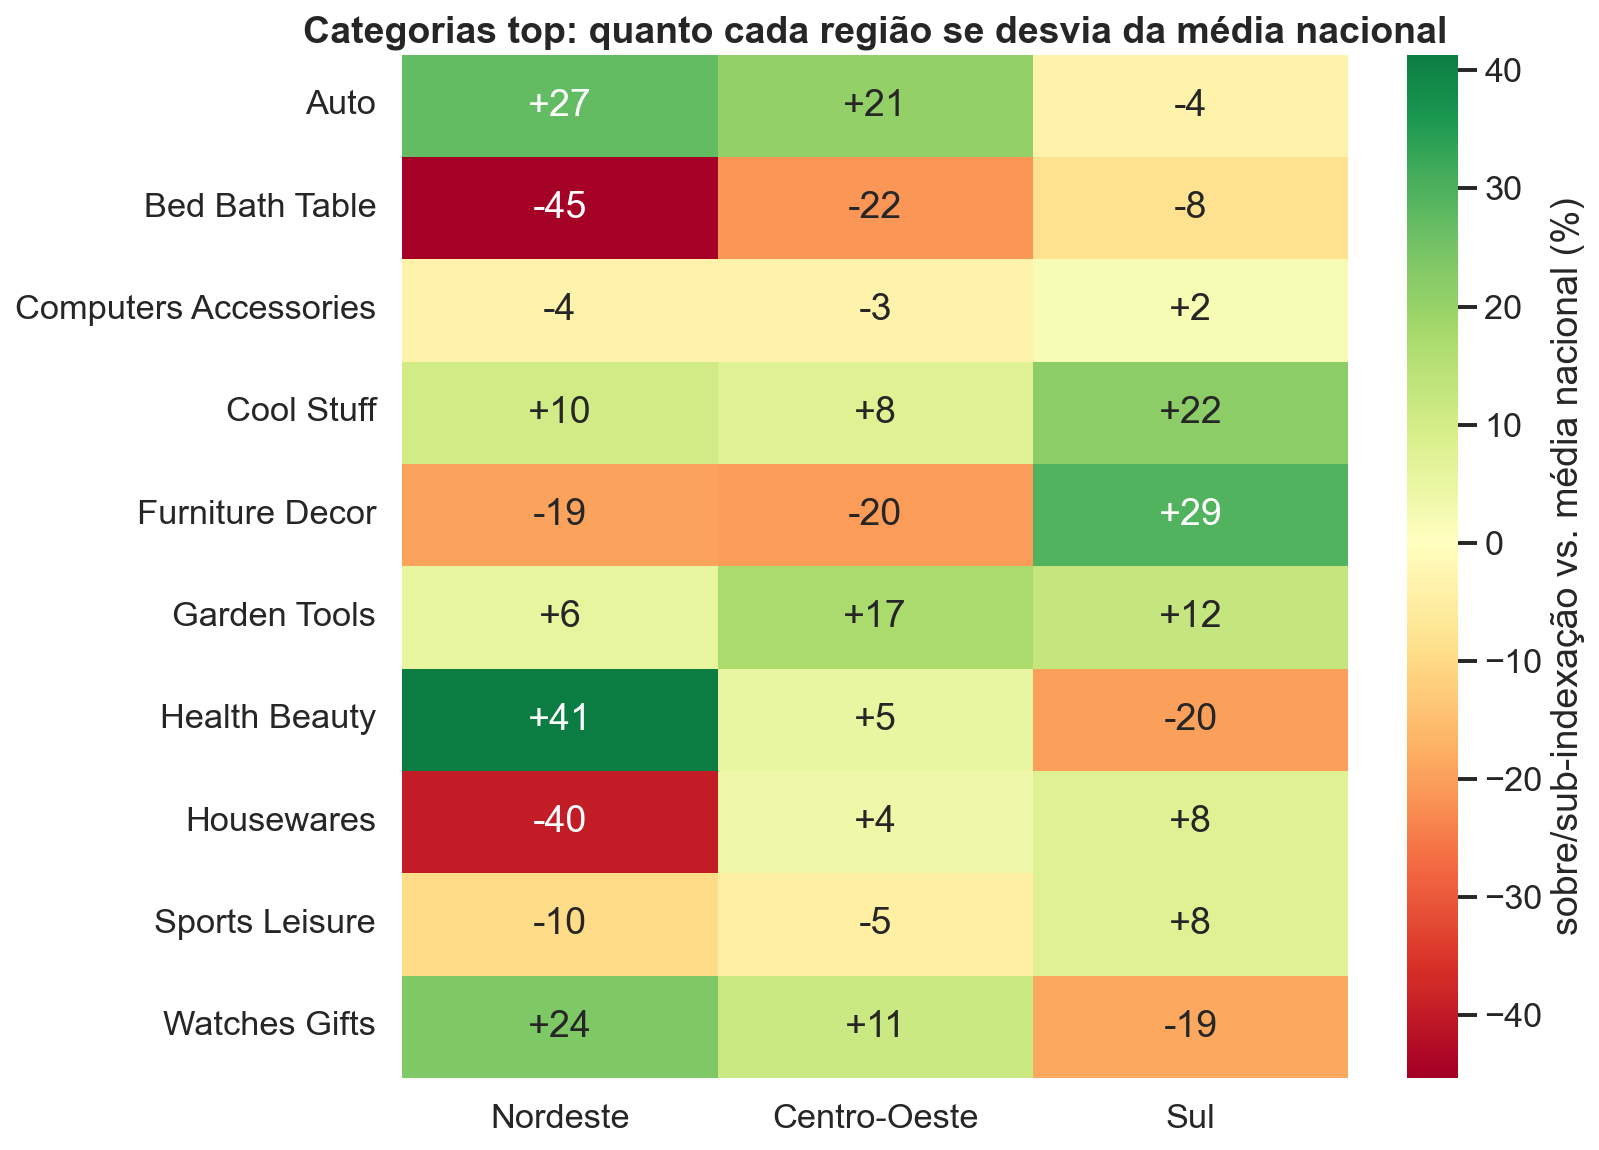 Categorias top: quanto cada região se desvia da média nacional
Auto +27 +21 -4
Bed Bath Table -45 -22 -8
Computers Accessories -4 -3 +2
Cool Stuff +10 +8 +22
Furniture Decor -19 -20 +29
Garden Tools +6 +17 +12
Health Beauty +41 +5 -20
Housewares -40 +4 +8
Sports Leisure -10 -5 +8
Watches Gifts +24 +11 -19
Nordeste Centro-Oeste Sul
40
30
20
10
0
−10
−20
−30
−40
sobre/sub-indexação vs. média nacional (%)